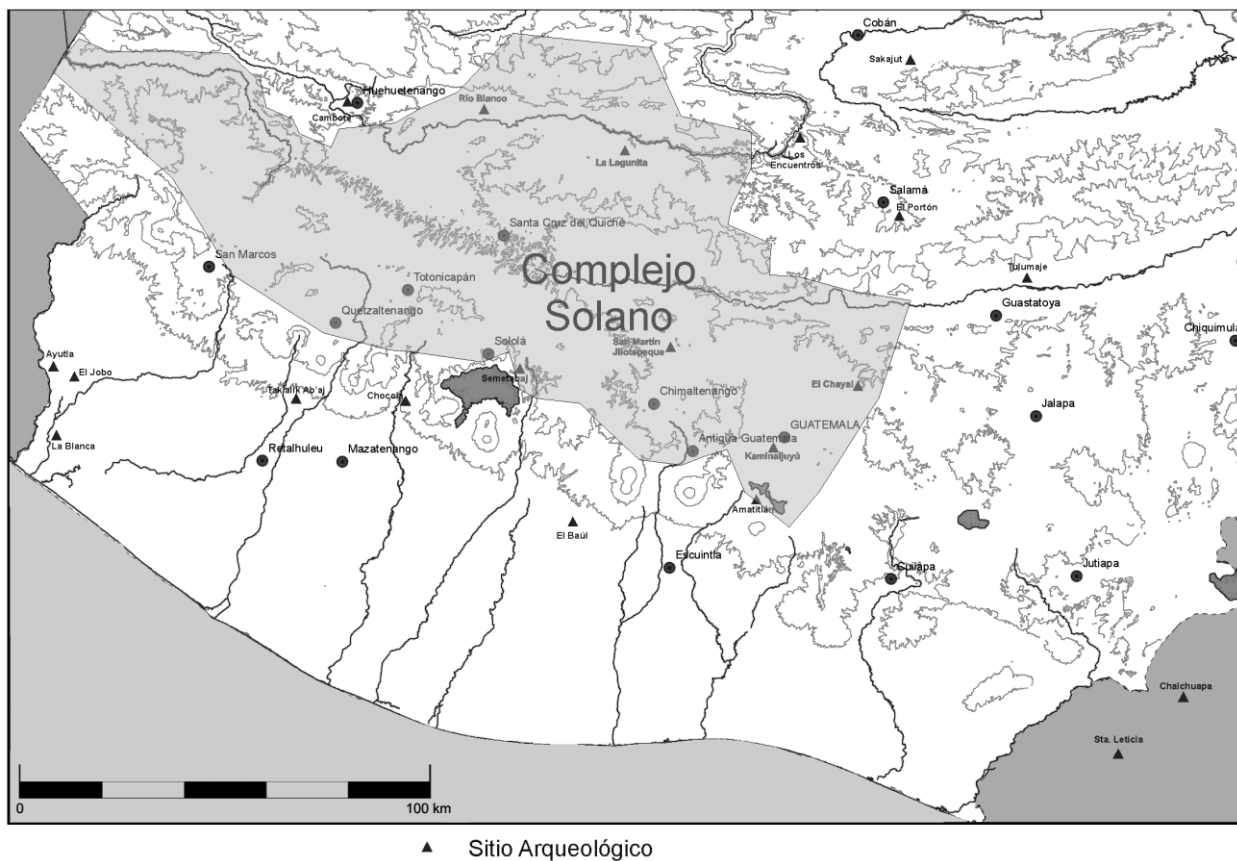 Cobán
Sakajut
Huehuetenango
Cambote
Río Blanco
La Lagunita
Los
Encuentros
Salamá
El Portón
Santa Cruz del Quiché
San Marcos
Totonicapán
Complejo
Solano
Tulumaje
Guastatoya
Quetzaltenango
Chiquimula
San Martín
Jilotepeque
Sololá
Semetabaj
Ayutla
El Jobo
Takalik Ab'aj
Chocolá
El Chayal
Chimaltenango
Jalapa
La Blanca
Retalhuleu
Mazatenango
Antigua Guatemala
GUATEMALA
Kaminaljuyú
Amatitlán
El Baúl
Escuintla
Cuilapa
Jutiapa
Chalchuapa
Sta. Leticia
0
100 km
Sitio Arqueológico